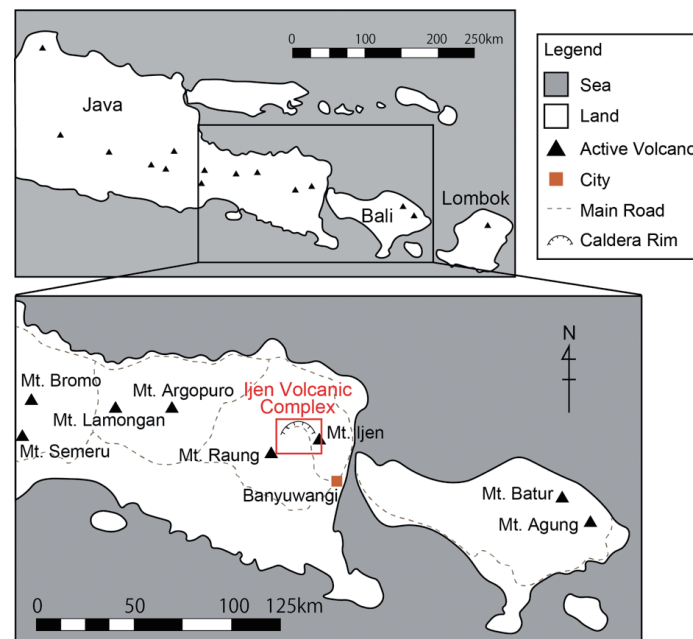 0 50 100 150 200 250km
Java
Bali
Lombok
Legend
Sea
Land
Active Volcano
City
Main Road
Caldera Rim
N
Mt. Bromo
Mt. Argopuro
Ijen Volcanic
Complex
Mt. Lamongan
Mt. Ijen
Mt. Semeru
Mt. Raung
Banyuwangi
Mt. Batur
Mt. Agung
0 50 100 125km